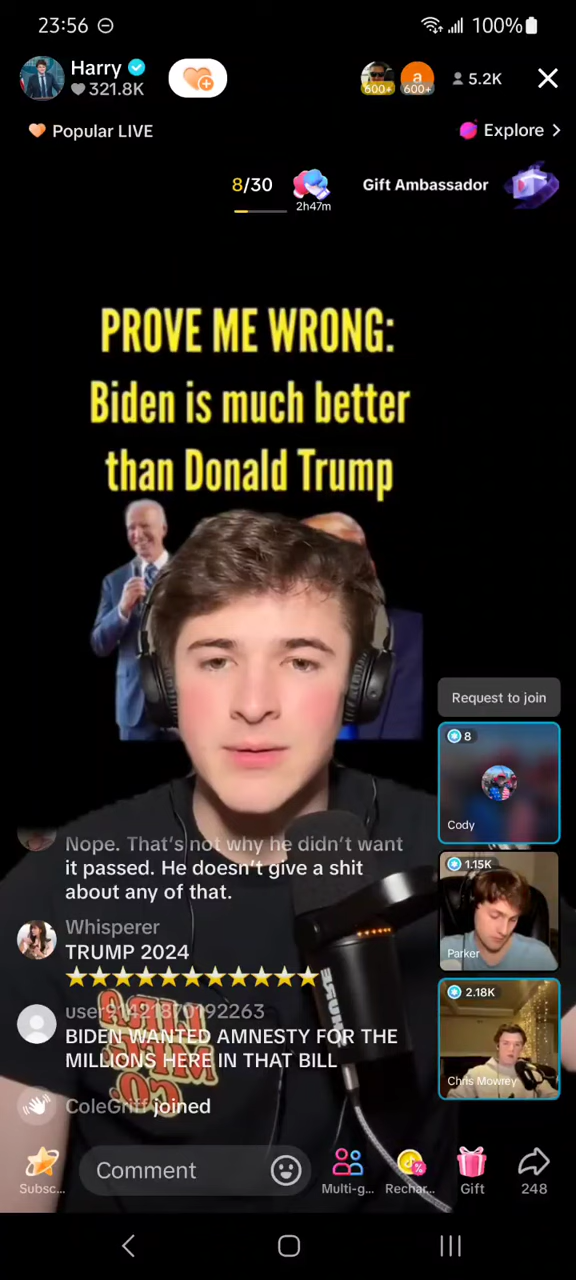 23:56
100%
Harry
321.8K
600+
600+
5.2K
Popular LIVE
Explore >
8/30
2h47m
Gift Ambassador
PROVE ME WRONG:
Biden is much better
than Donald Trump
Request to join
8
Cody
Nope. That's not why he didn't want
it passed. He doesn't give a shit
about any of that.
1.15K
Parker
Whisperer
TRUMP 2024
2.18K
user91421870192263
BIDEN WANTED AMNESTY FOR THE
MILLIONS HERE IN THAT BILL
Chris Mowrey
ColeGriff joined
Comment
Subsc...
Multi-g...
Rechar...
Gift
248